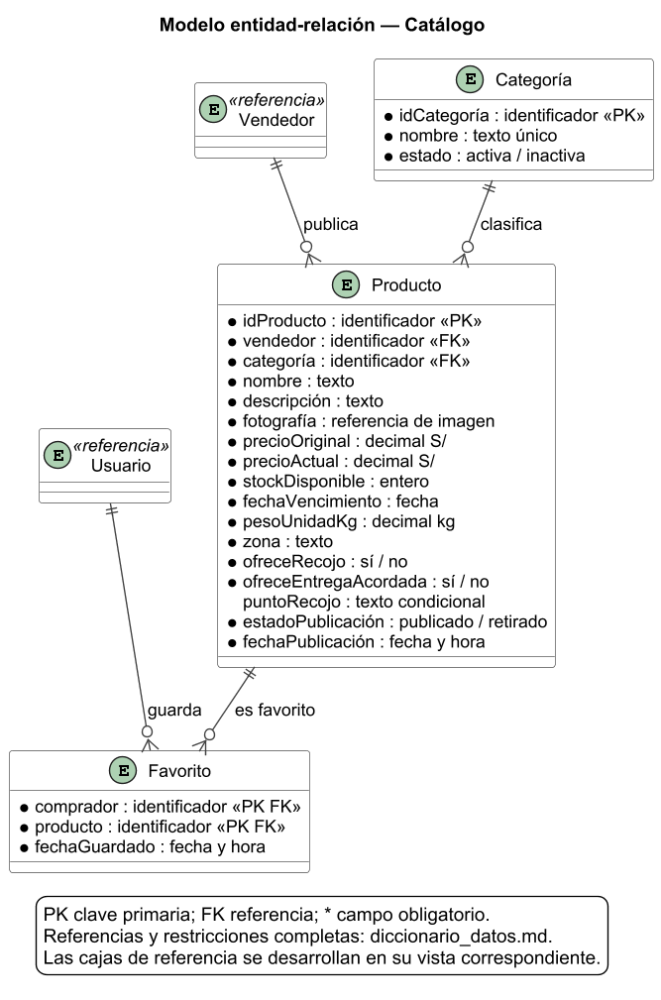 Modelo entidad-relación — Catálogo
E «referencia»
Vendedor
E Categoría
idCategoría : identificador «PK»
nombre : texto único
estado : activa / inactiva
publica
clasifica
E Producto
idProducto : identificador «PK»
vendedor : identificador «FK»
categoría : identificador «FK»
nombre : texto
descripción : texto
fotografía : referencia de imagen
precioOriginal : decimal S/
precioActual : decimal S/
stockDisponible : entero
fechaVencimiento : fecha
pesoUnidadKg : decimal kg
zona : texto
ofreceRecojo : sí / no
ofreceEntregaAcordada : sí / no
puntoRecojo : texto condicional
estadoPublicación : publicado / retirado
fechaPublicación : fecha y hora
E «referencia»
Usuario
guarda
es favorito
E Favorito
comprador : identificador «PK FK»
producto : identificador «PK FK»
fechaGuardado : fecha y hora
PK clave primaria; FK referencia; * campo obligatorio.
Referencias y restricciones completas: diccionario_datos.md.
Las cajas de referencia se desarrollan en su vista correspondiente.